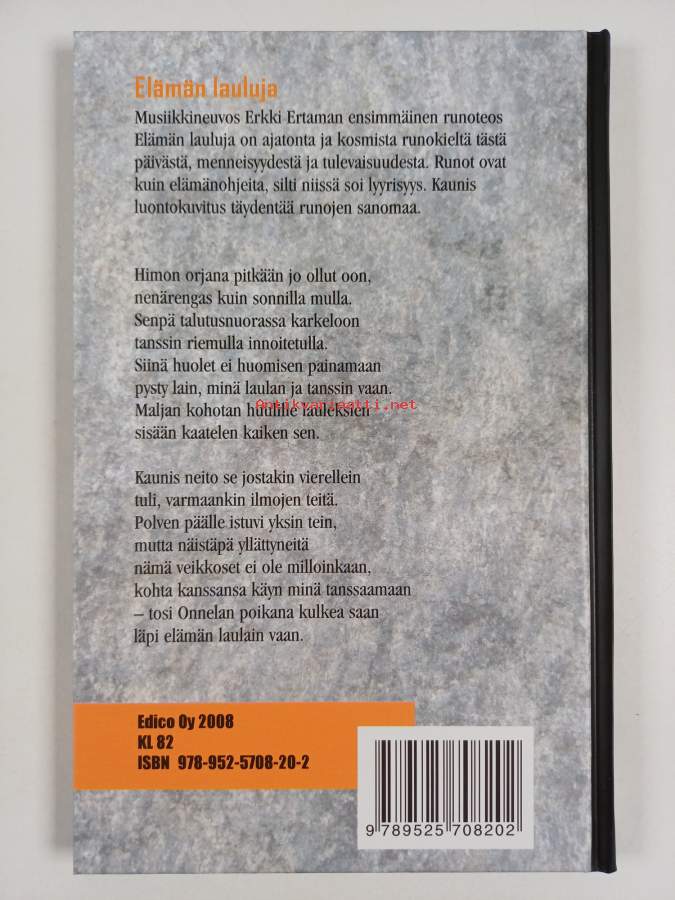 Elämän lauluja
Musiikkineuvos Erkki Ertaman ensimmäinen runoteos
Elämän lauluja on ajatonta ja kosmista runokieltä tästä
päivästä, menneisyydestä ja tulevaisuudesta. Runot ovat
kuin elämänohjeita, silti niissä soi lyyrisyys. Kaunis
luontokuvitus täydentää runojen sanomaa.
Himon orjana pitkään jo ollut oon,
nenärengas kuin sonnilla mulla.
Senpä talutusnuorassa karkeloon
tanssin riemulla innoitetulla.
Siinä huolet ei huomisen painamaan
pysty lain, minä laulan ja tanssin vaan.
Antikvariaatti.net
Maljan kohotan huulille lauleksien
sisään kaatelen kaiken sen.
Kaunis neito se jostakin vierellein
tuli, varmaankin ilmojen teitä.
Polven päälle istuvi yksin tein,
mutta näistäpä yllättyneitä
nämä veikkoset ei ole milloinkaan,
kohta kanssansa käyn minä tanssaamaan
– tosi Onnelan poikana kulkea saan
läpi elämän laulain vaan.
Edico Oy 2008
KL 82
ISBN 978-952-5708-20-2
9 789525 708202